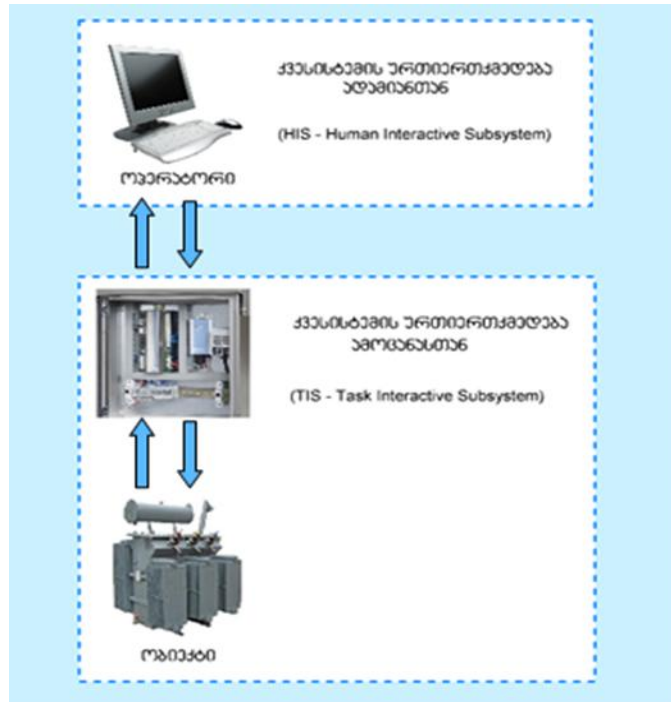 ქვესისტემის ურთიერთქმედება
ადამიანთან
(HIS - Human Interactive Subsystem)
ოპერატორი
ქვესისტემის ურთიერთქმედება
ამოცანასთან
(TIS - Task Interactive Subsystem)
ობიექტი